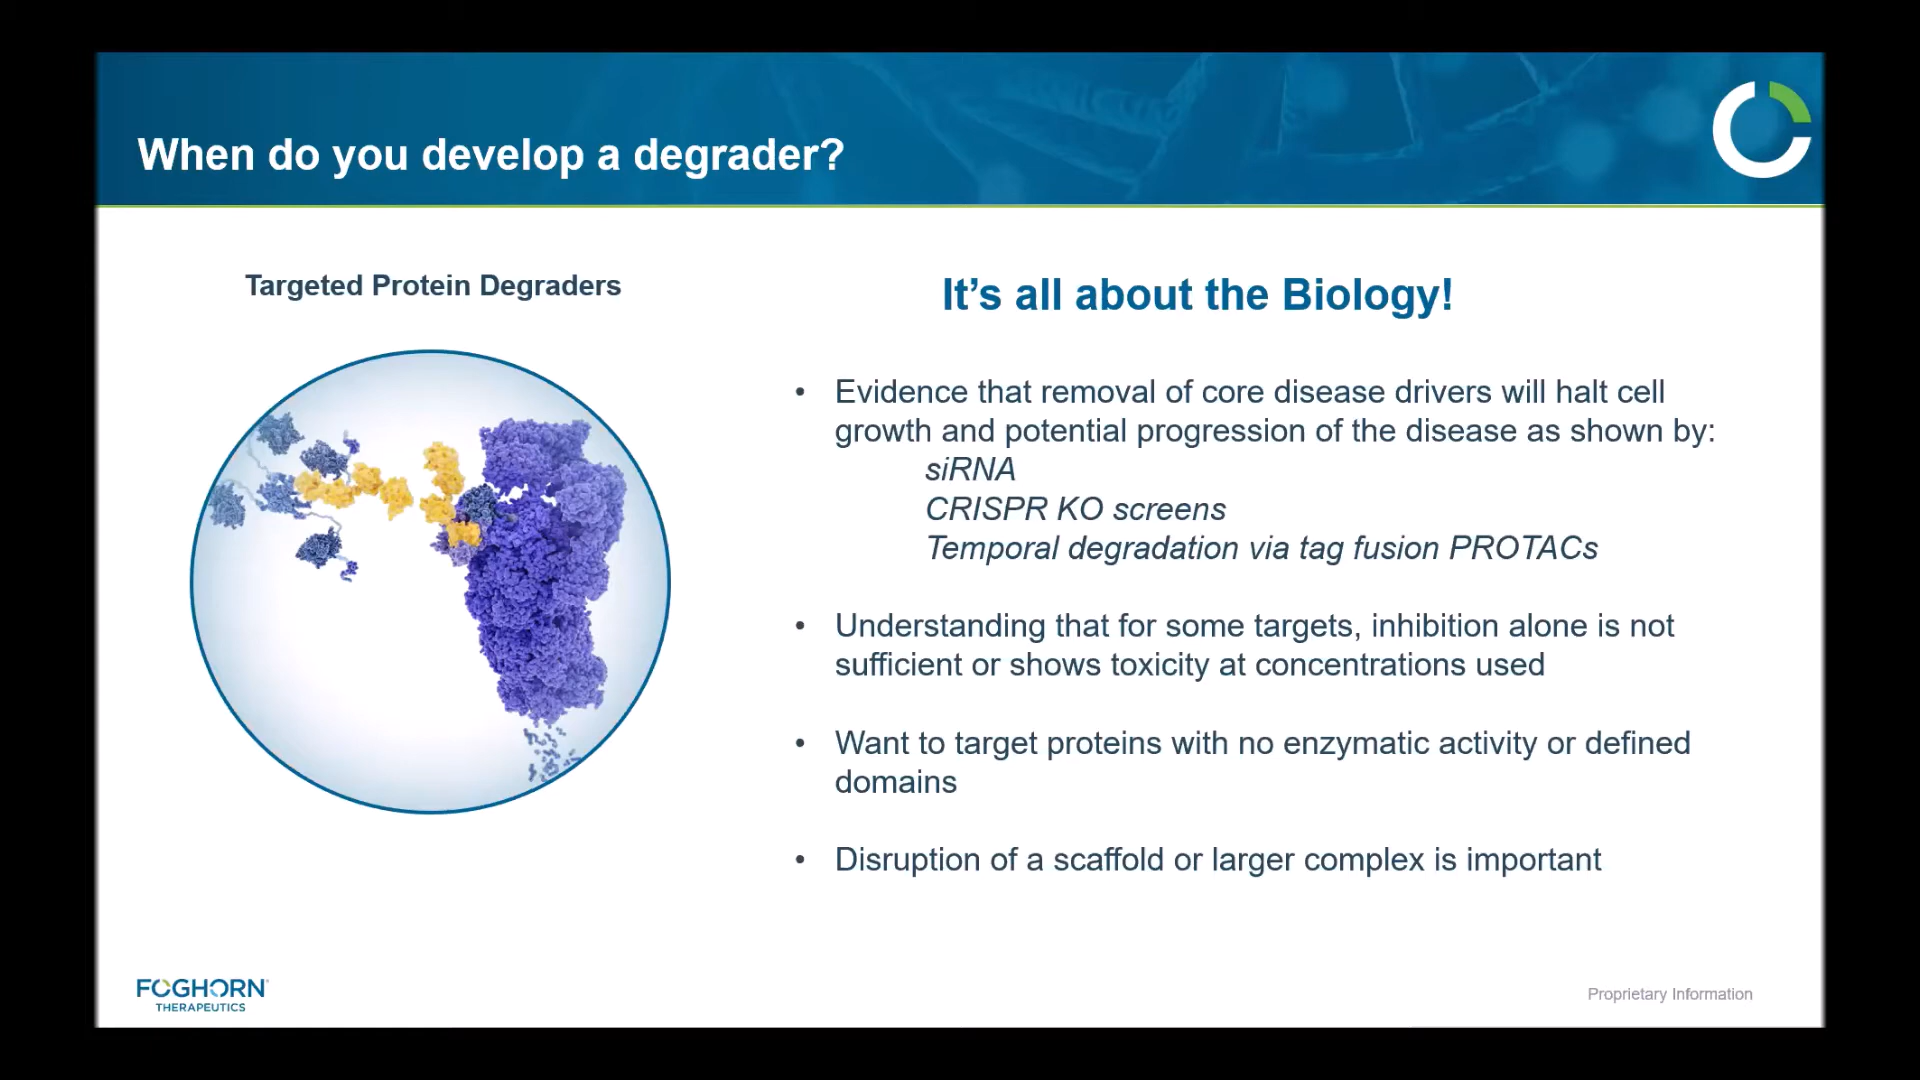 When do you develop a degrader?
Targeted Protein Degraders
It’s all about the Biology!
• Evidence that removal of core disease drivers will halt cell
growth and potential progression of the disease as shown by:
siRNA
CRISPR KO screens
Temporal degradation via tag fusion PROTACs
• Understanding that for some targets, inhibition alone is not
sufficient or shows toxicity at concentrations used
• Want to target proteins with no enzymatic activity or defined
domains
• Disruption of a scaffold or larger complex is important
FOGHORN
THERAPEUTICS
Proprietary Information